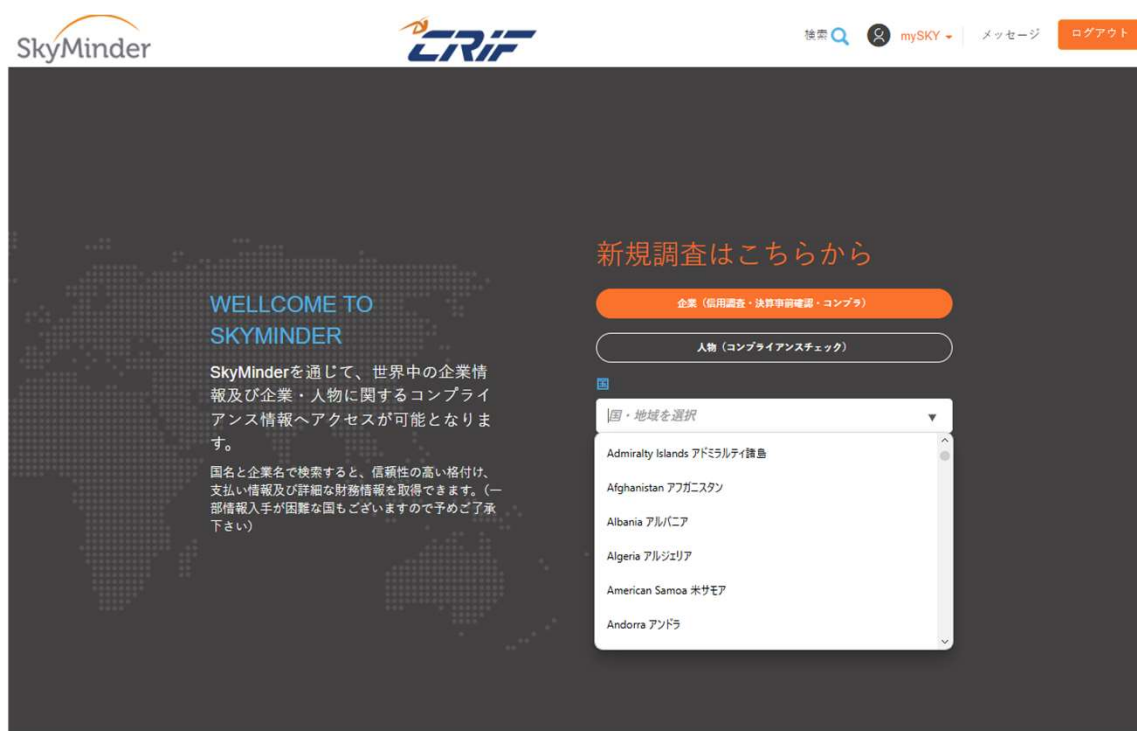 SkyMinder
CRIF
検索
mySKY
メッセージ
ログアウト
新規調査はこちらから
企業（信用調査・決算事前確認・コンプラ）
人物（コンプライアンスチェック）
国
国・地域を選択
Admiralty Islands アドミラルティ諸島
Afghanistan アフガニスタン
Albania アルバニア
Algeria アルジェリア
American Samoa 米サモア
Andorra アンドラ
WELLCOME TO
SKYMINDER
SkyMinderを通じて、世界中の企業情
報及び企業・人物に関するコンプライ
アンス情報へアクセスが可能となりま
す。
国名と企業名で検索すると、信頼性の高い格付け、
支払い情報及び詳細な財務情報を取得できます。（一
部情報入手が困難な国もございますので予めご了承
下さい）